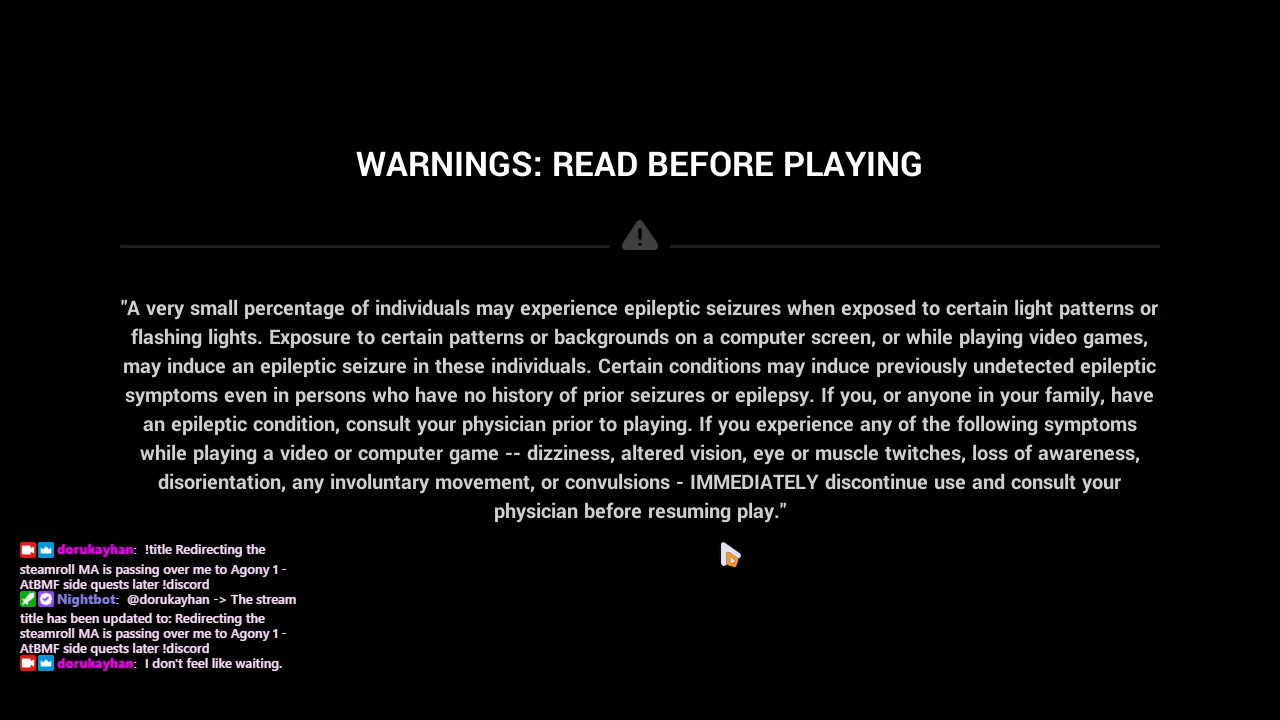 WARNINGS: READ BEFORE PLAYING
"A very small percentage of individuals may experience epileptic seizures when exposed to certain light patterns or
flashing lights. Exposure to certain patterns or backgrounds on a computer screen, or while playing video games,
may induce an epileptic seizure in these individuals. Certain conditions may induce previously undetected epileptic
symptoms even in persons who have no history of prior seizures or epilepsy. If you, or anyone in your family, have
an epileptic condition, consult your physician prior to playing. If you experience any of the following symptoms
while playing a video or computer game -- dizziness, altered vision, eye or muscle twitches, loss of awareness,
disorientation, any involuntary movement, or convulsions - IMMEDIATELY discontinue use and consult your
physician before resuming play."
dorukayhan: !title Redirecting the
steamroll MA is passing over me to Agony 1 -
AtBMF side quests later !discord
Nightbot: @dorukayhan -> The stream
title has been updated to: Redirecting the
steamroll MA is passing over me to Agony 1 -
AtBMF side quests later !discord
dorukayhan: I don't feel like waiting.